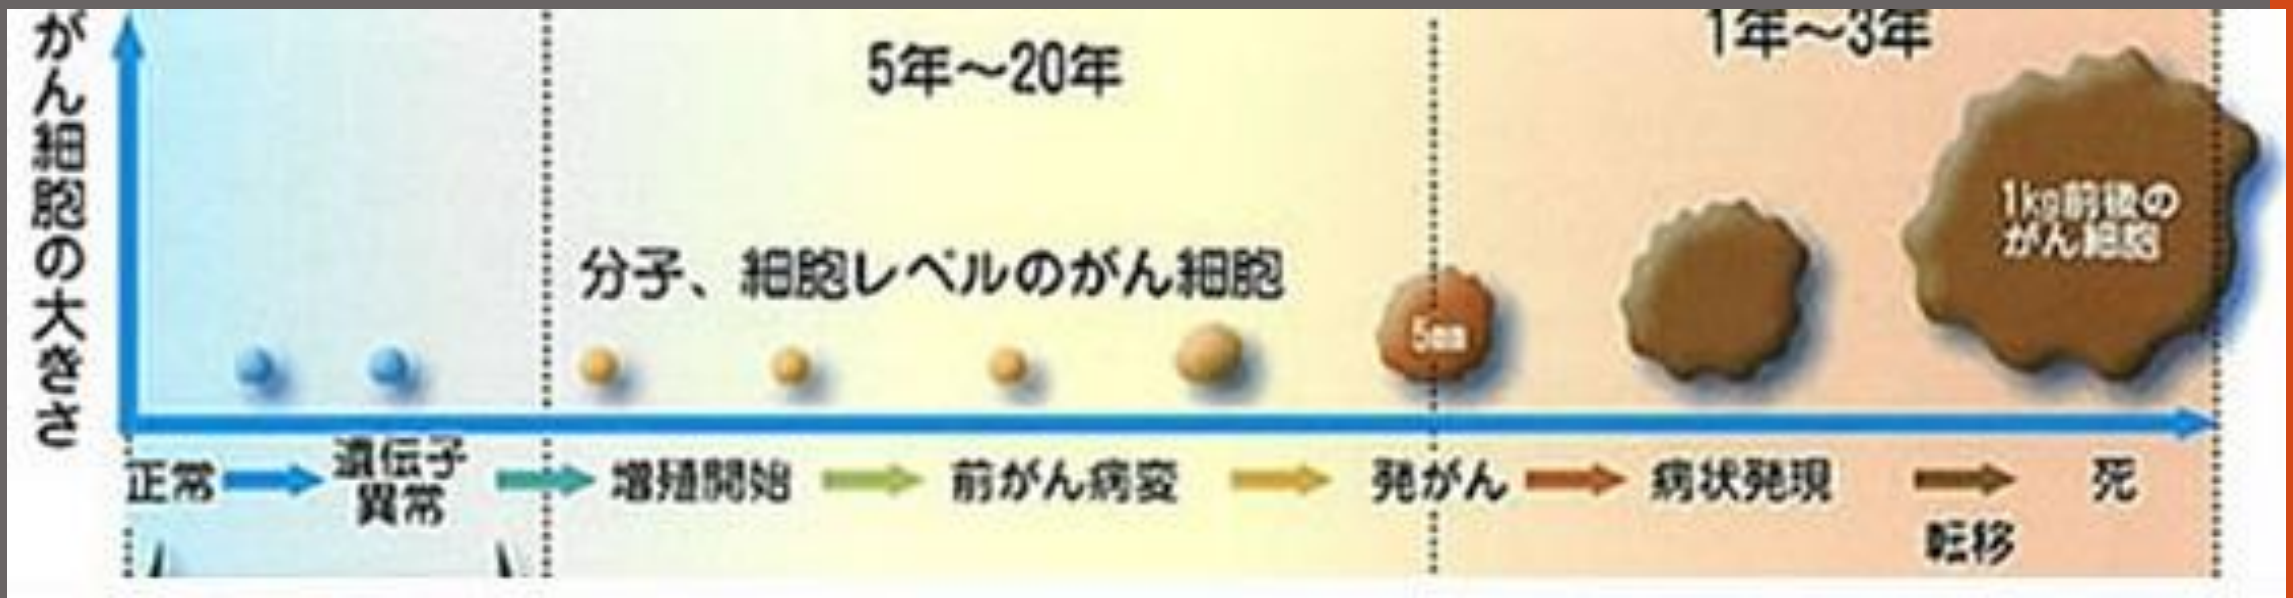 がん細胞の大きさ
5年〜20年
1年〜3年
分子、細胞レベルのがん細胞
5mm
1kg前後の
がん細胞
正常
遺伝子
異常
増殖開始
前がん病変
発がん
病状発現
転移
死